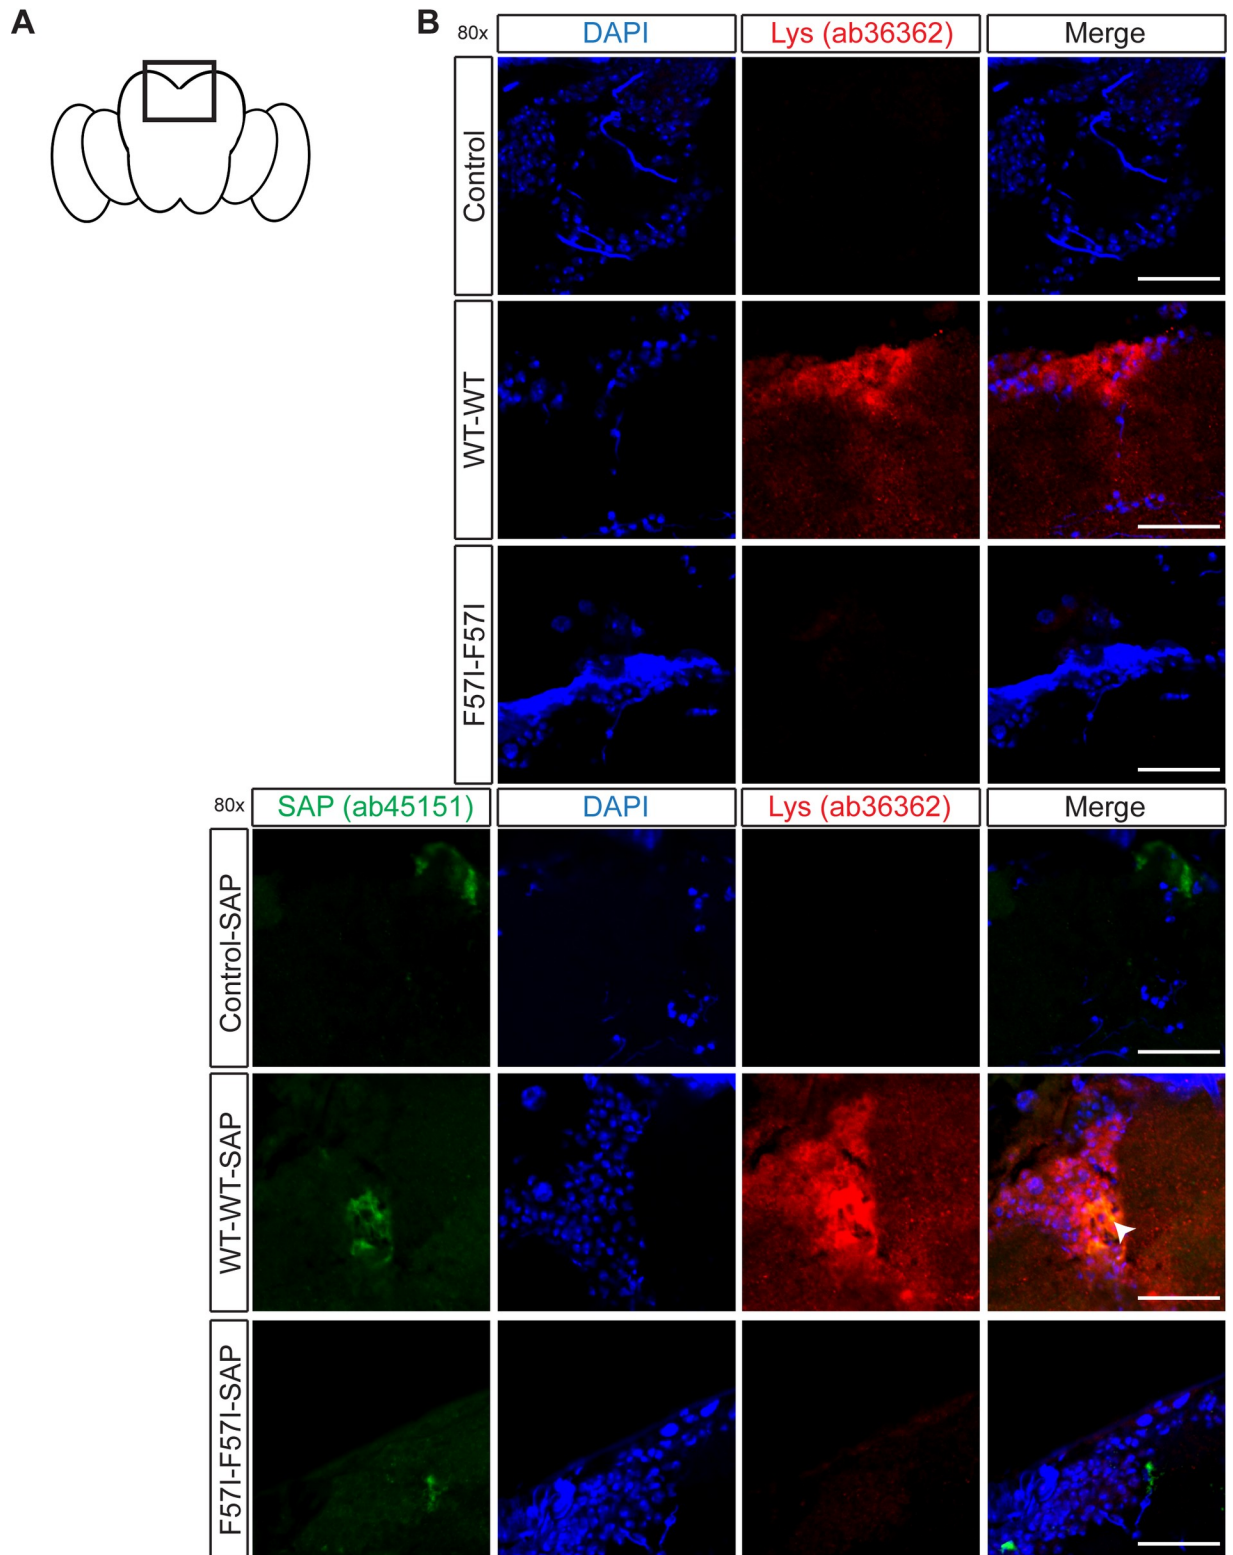 A
B
80x DAPI Lys (ab36362) Merge
Control
WT-WT
F57I-F57I
80x SAP (ab45151) DAPI Lys (ab36362) Merge
Control-SAP
WT-WT-SAP
F57I-F57I-SAP